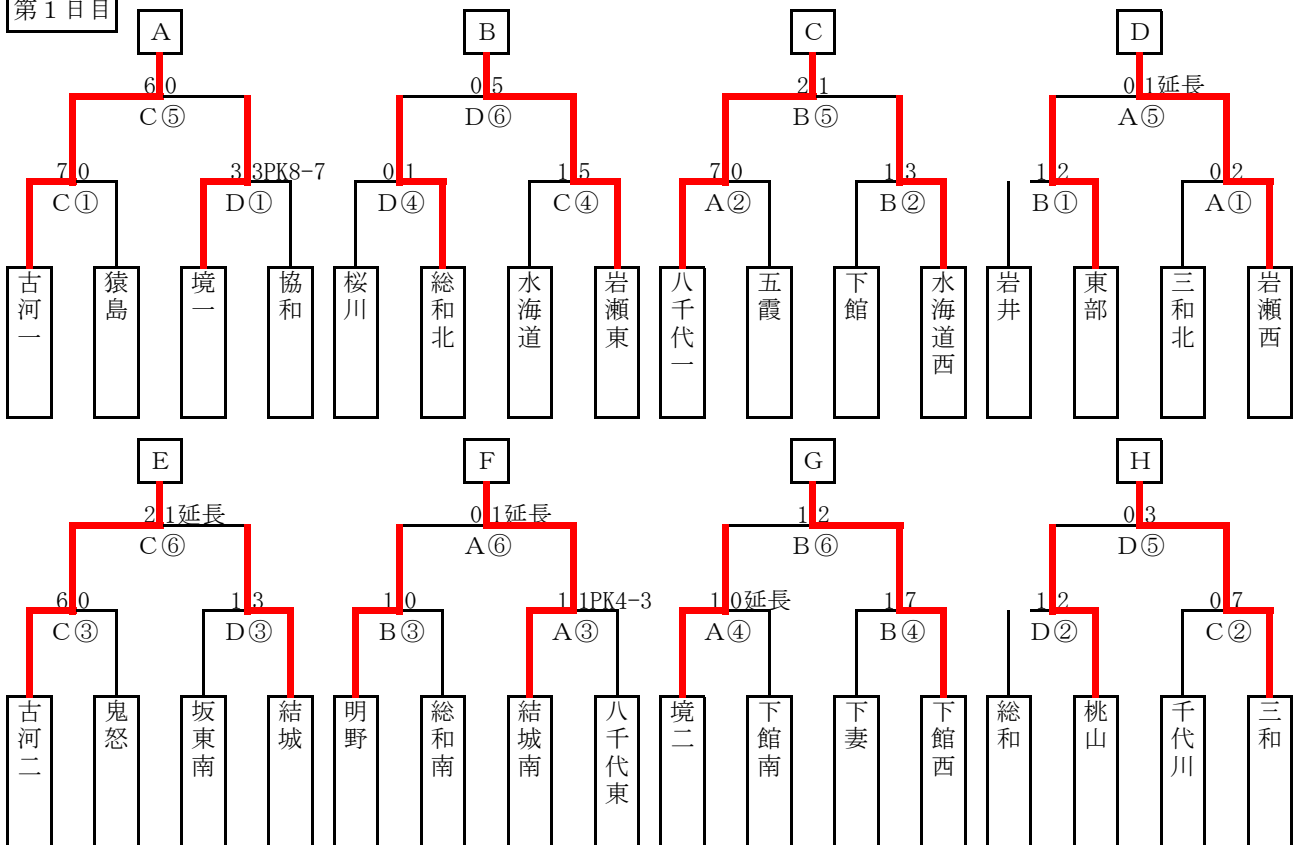 第１日目
A B C D
6 0 0 5 2 1 0 1延長
C⑤ D⑥ B⑤ A⑤
7 0 3 3PK8-7 0 1 1 5 7 0 1 3 1 2 0 2
C① D① D④ C④ A② B② B① A①
古河一
猿島
境一
協和
桜川
総和北
水海道
岩瀬東
八千代一
五霞
下館
水海道西
岩井
東部
三和北
岩瀬西
E F G H
2 1延長 0 1延長 1 2 0 3
C⑥ A⑥ B⑥ D⑤
6 0 1 3 1 0 1 1PK4-3 1 0延長 1 7 1 2 0 7
C③ D③ B③ A③ A④ B④ D② C②
古河二
鬼怒
坂東南
結城
明野
総和南
結城南
八千代東
境二
下館南
下妻
下館西
総和
桃山
千代川
三和